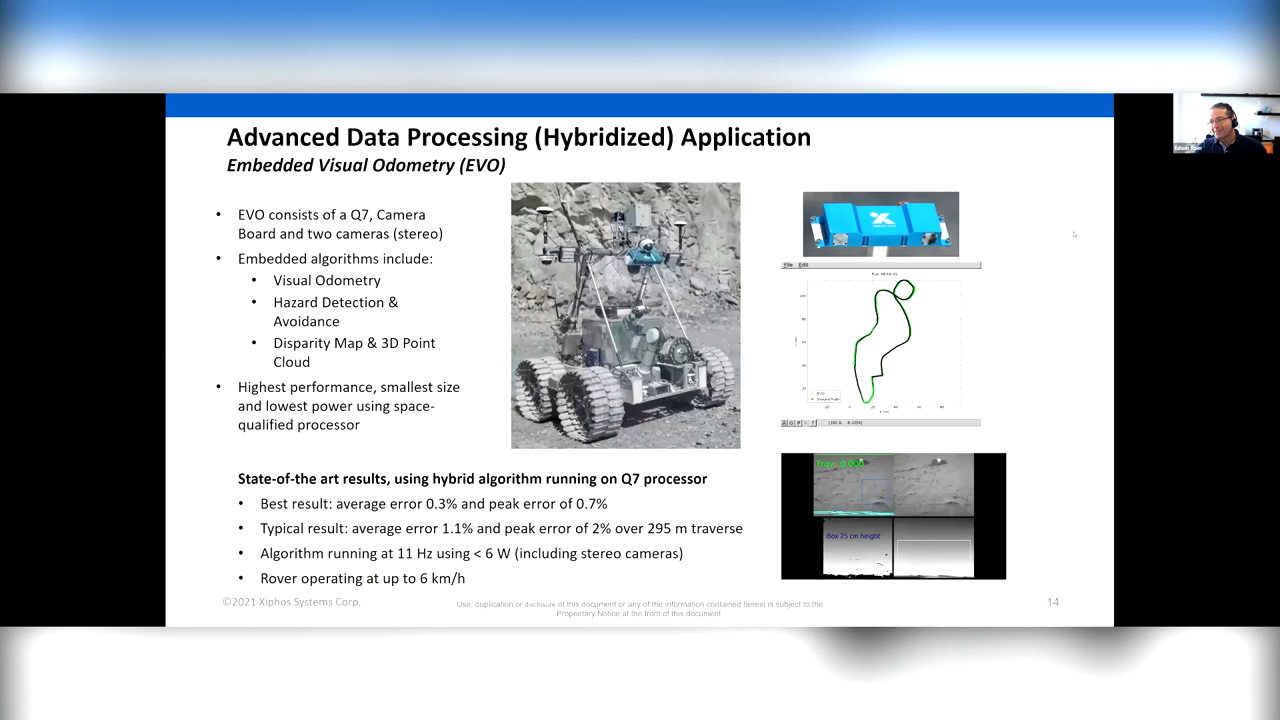 Advanced Data Processing (Hybridized) Application
Embedded Visual Odometry (EVO)
• EVO consists of a Q7, Camera
Board and two cameras (stereo)
• Embedded algorithms include:
• Visual Odometry
• Hazard Detection &
Avoidance
• Disparity Map & 3D Point
Cloud
• Highest performance, smallest size
and lowest power using space-
qualified processor
File Edit
EVO
Ground Truth
Box 25 cm height
State-of-the art results, using hybrid algorithm running on Q7 processor
• Best result: average error 0.3% and peak error of 0.7%
• Typical result: average error 1.1% and peak error of 2% over 295 m traverse
• Algorithm running at 11 Hz using < 6 W (including stereo cameras)
• Rover operating at up to 6 km/h
©2021 Xiphos Systems Corp.
Use, duplication or disclosure of this document or any of the information contained herein is subject to the
Proprietary Notice at the front of this document
14
Edwin